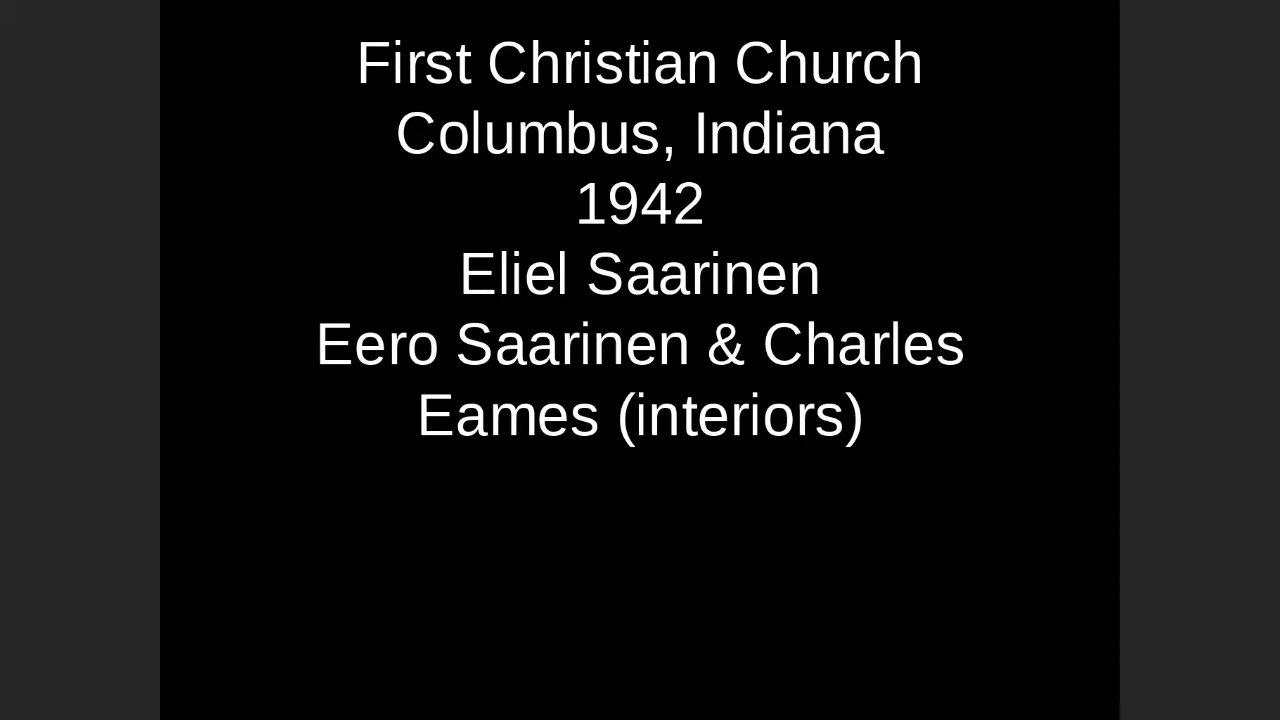 First Christian Church
Columbus, Indiana
1942
Eliel Saarinen
Eero Saarinen & Charles
Eames (interiors)